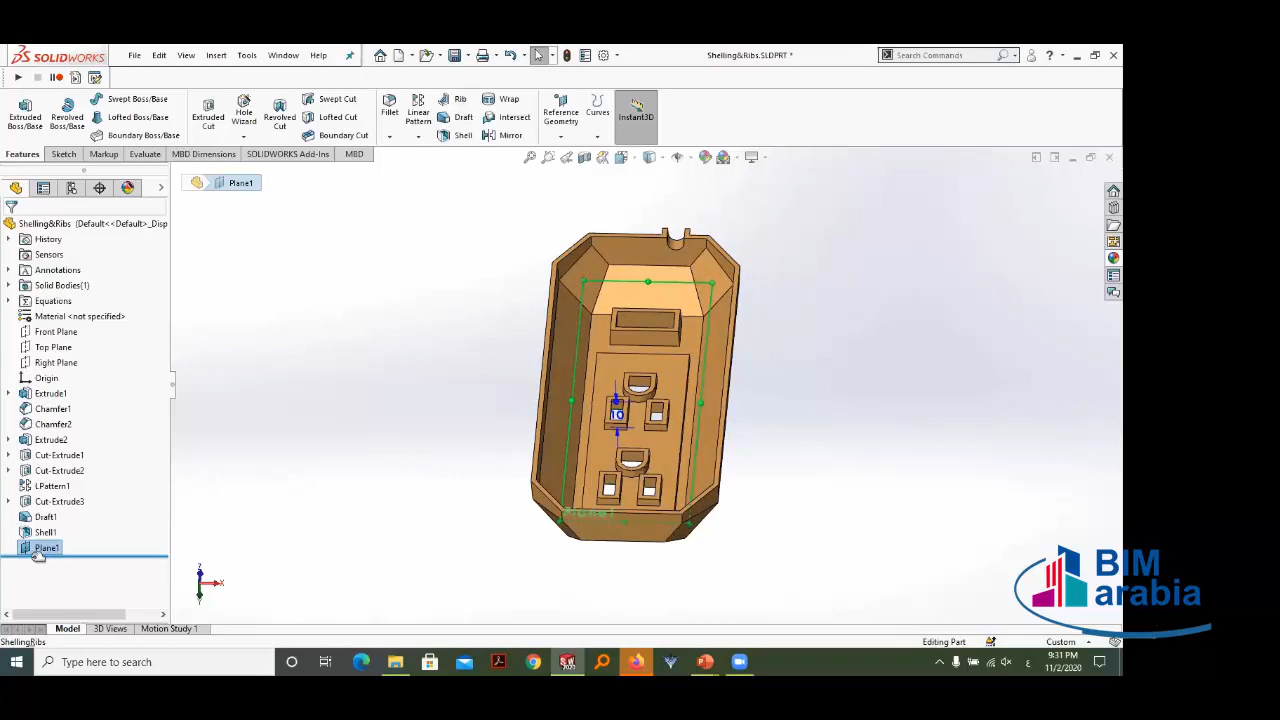 SOLIDWORKS File Edit View Insert Tools Window Help Shelling&Ribs.SLDPRT * Search Commands
Extruded Boss/Base
Revolved Boss/Base
Swept Boss/Base
Lofted Boss/Base
Boundary Boss/Base
Extruded Cut
Hole Wizard
Revolved Cut
Swept Cut
Lofted Cut
Boundary Cut
Fillet
Linear Pattern
Rib
Draft
Shell
Wrap
Intersect
Mirror
Reference Geometry
Curves
Instant3D
Features Sketch Markup Evaluate MBD Dimensions SOLIDWORKS Add-Ins MBD
Plane1
Shelling&Ribs (Default<<Default>_Disp
History
Sensors
Annotations
Solid Bodies(1)
Equations
Material <not specified>
Front Plane
Top Plane
Right Plane
Origin
Extrude1
Chamfer1
Chamfer2
Extrude2
Cut-Extrude1
Cut-Extrude2
LPattern1
Cut-Extrude3
Draft1
Shell1
Plane1
10
Plane1
Z
X
Y
BIM
arabia
Model 3D Views Motion Study 1
ShellingRibs Editing Part Custom
Type here to search
SW
2020
ع
9:31 PM
11/2/2020